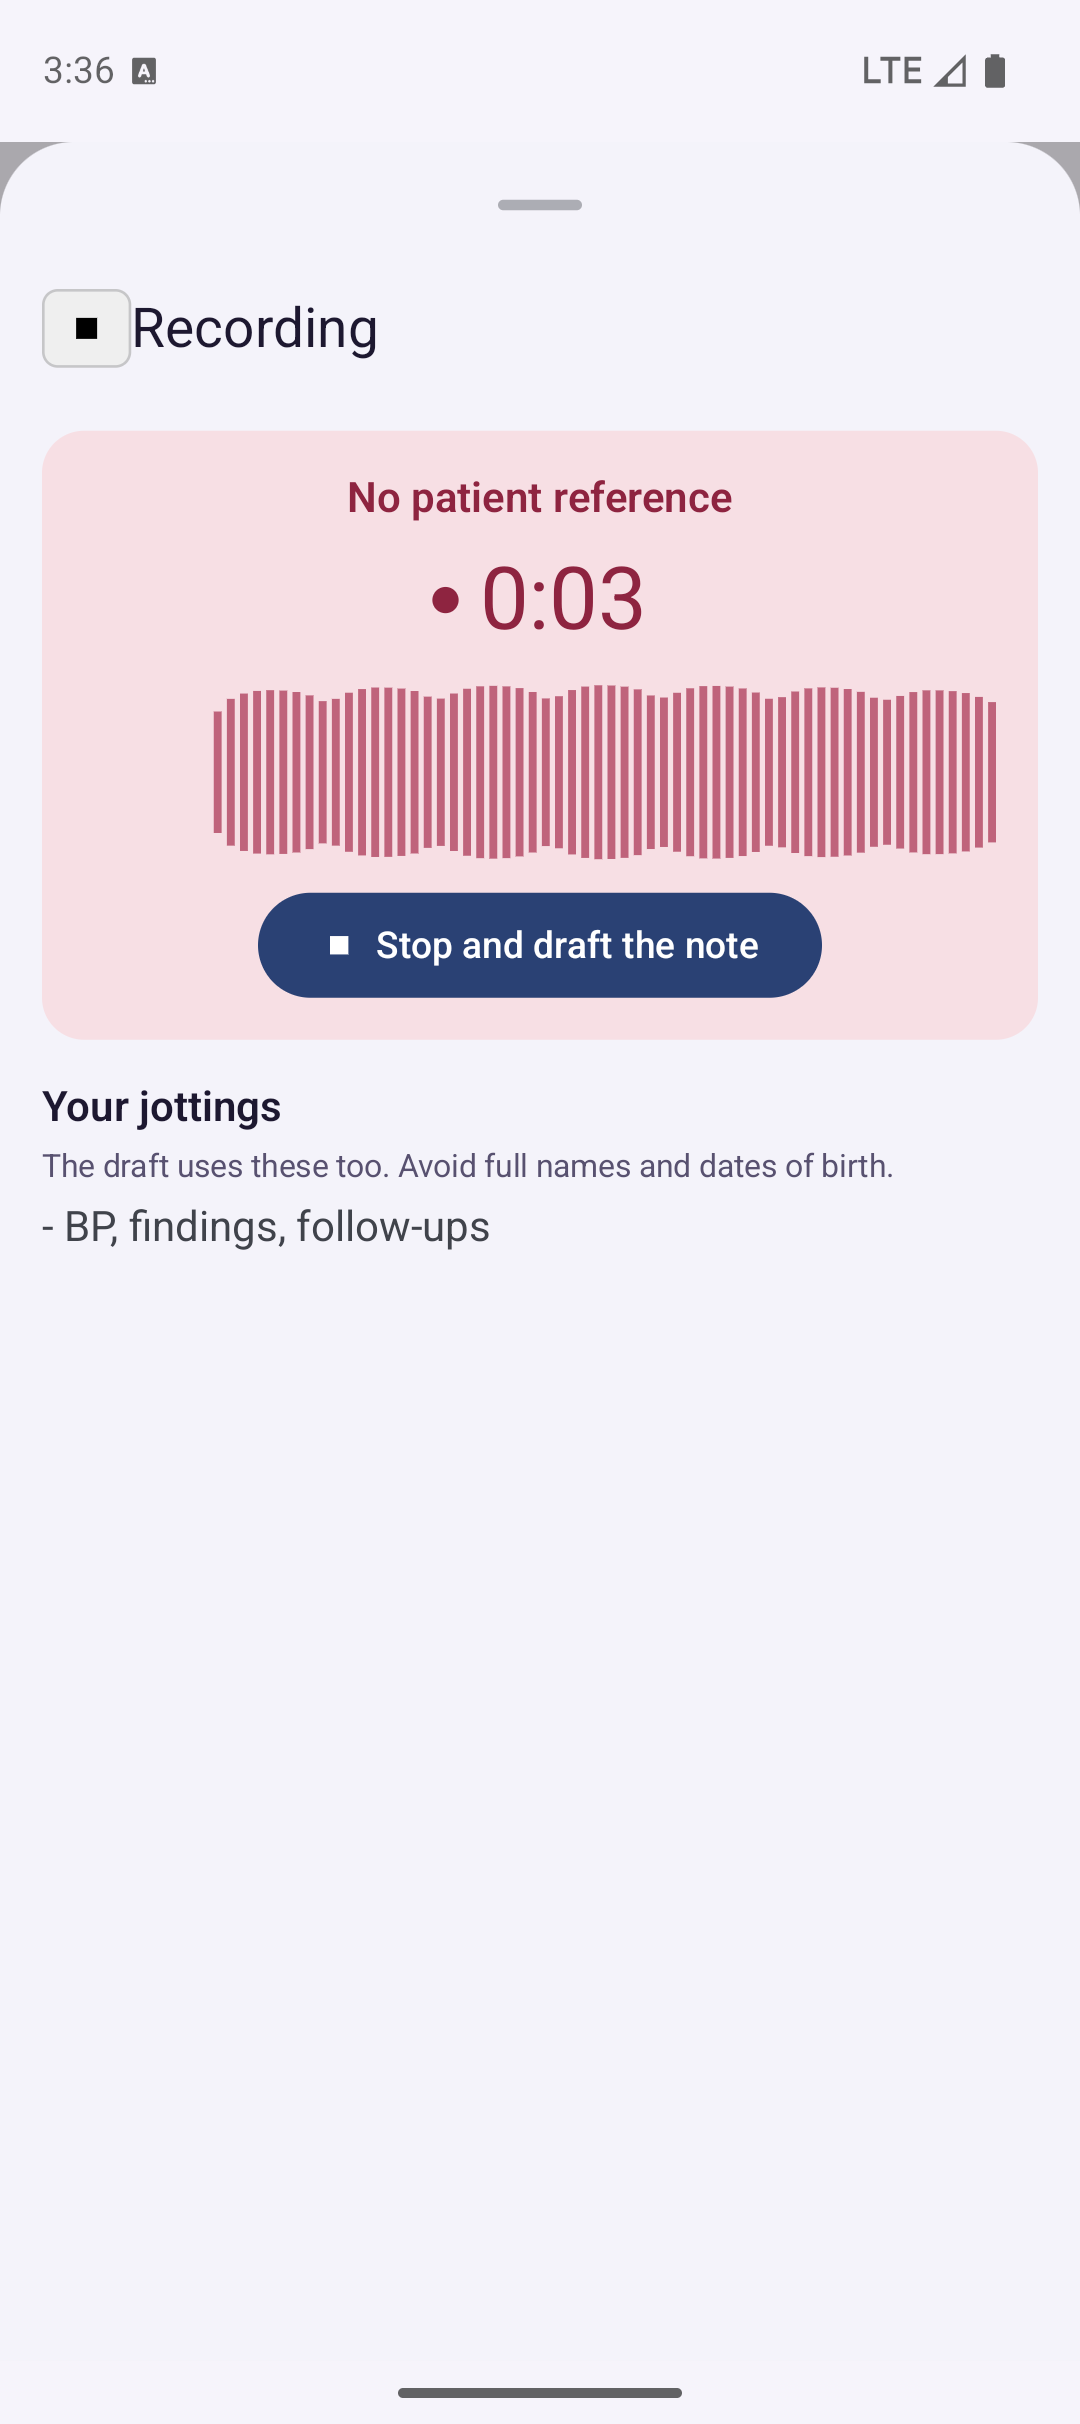 3:36
LTE
Recording
No patient reference
0:03
Stop and draft the note
Your jottings
The draft uses these too. Avoid full names and dates of birth.
- BP, findings, follow-ups